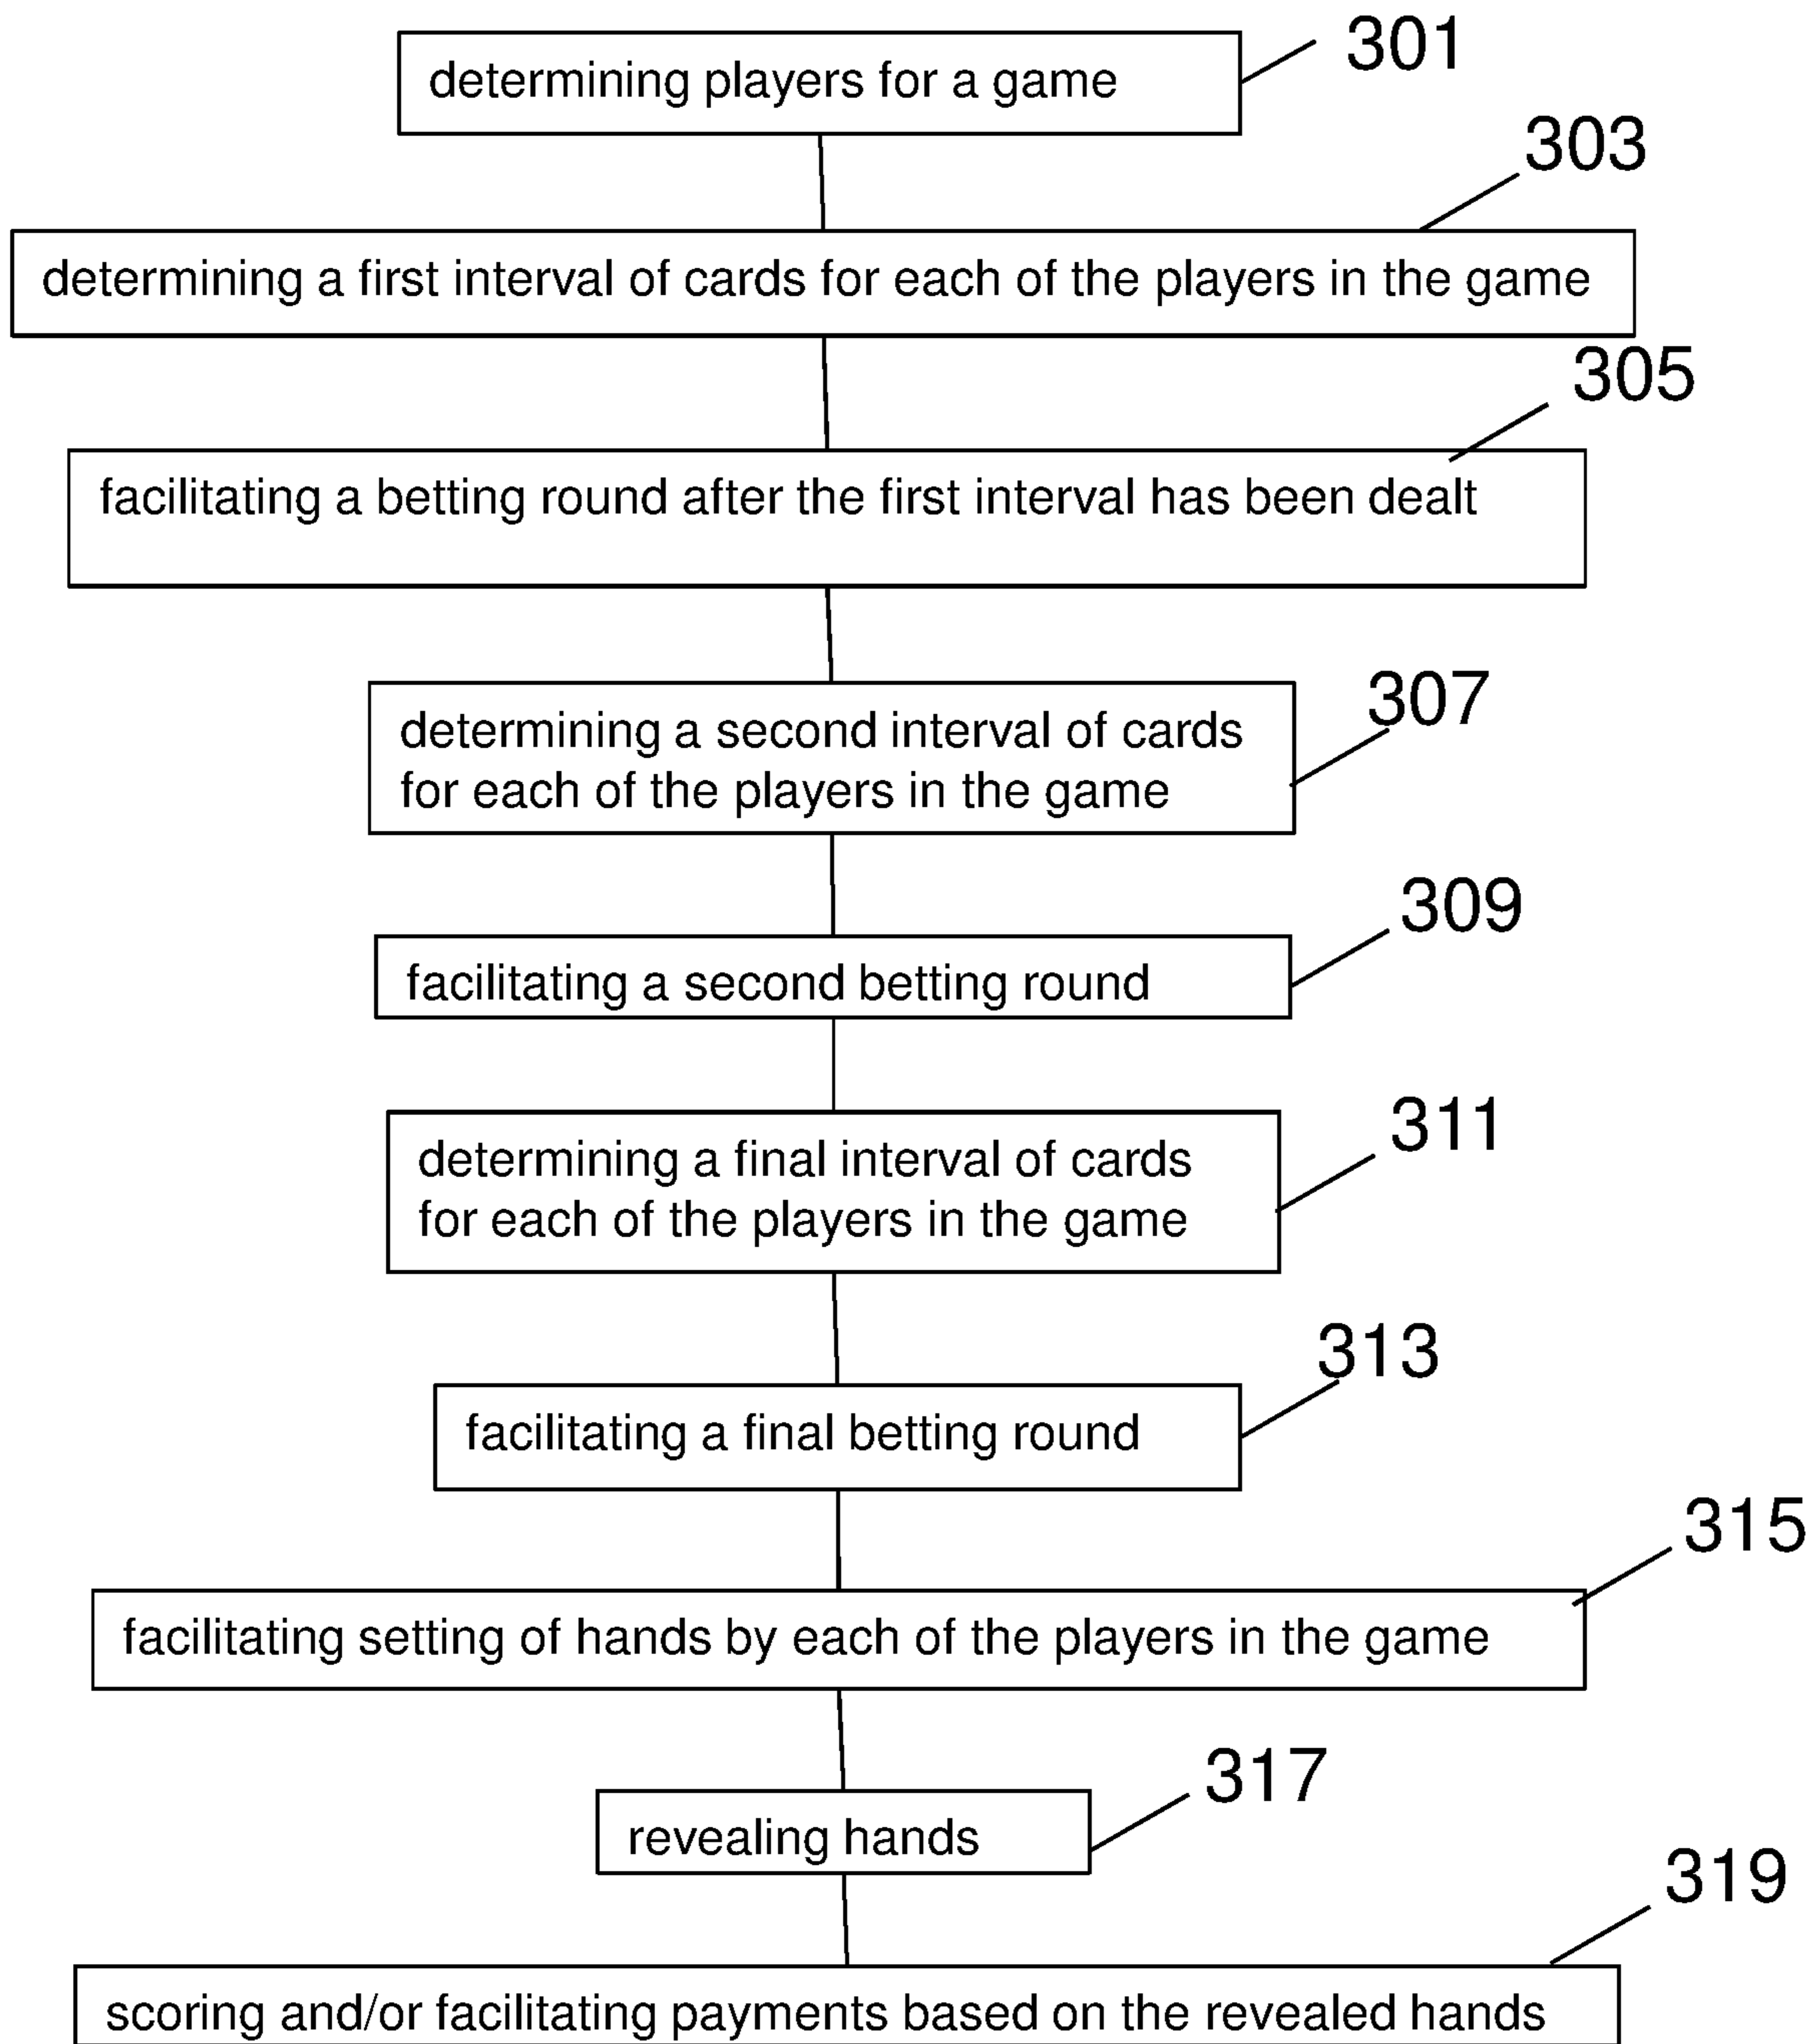 301
determining players for a game
303
determining a first interval of cards for each of the players in the game
305
facilitating a betting round after the first interval has been dealt
307
determining a second interval of cards
for each of the players in the game
309
facilitating a second betting round
311
determining a final interval of cards
for each of the players in the game
313
facilitating a final betting round
315
facilitating setting of hands by each of the players in the game
317
revealing hands
319
scoring and/or facilitating payments based on the revealed hands